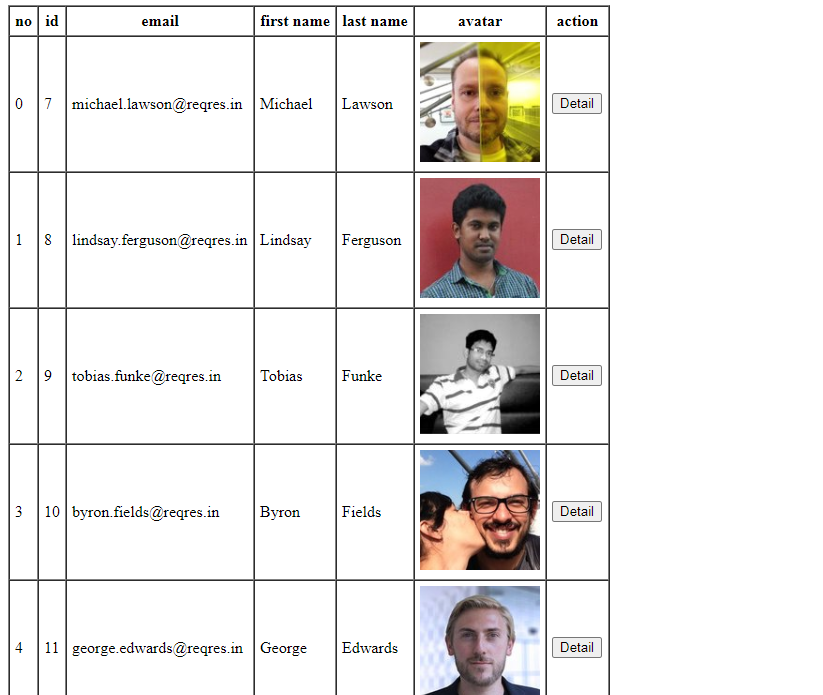 no id email first name last name avatar action
0 7 michael.lawson@reqres.in Michael Lawson Detail
1 8 lindsay.ferguson@reqres.in Lindsay Ferguson Detail
2 9 tobias.funke@reqres.in Tobias Funke Detail
3 10 byron.fields@reqres.in Byron Fields Detail
4 11 george.edwards@reqres.in George Edwards Detail